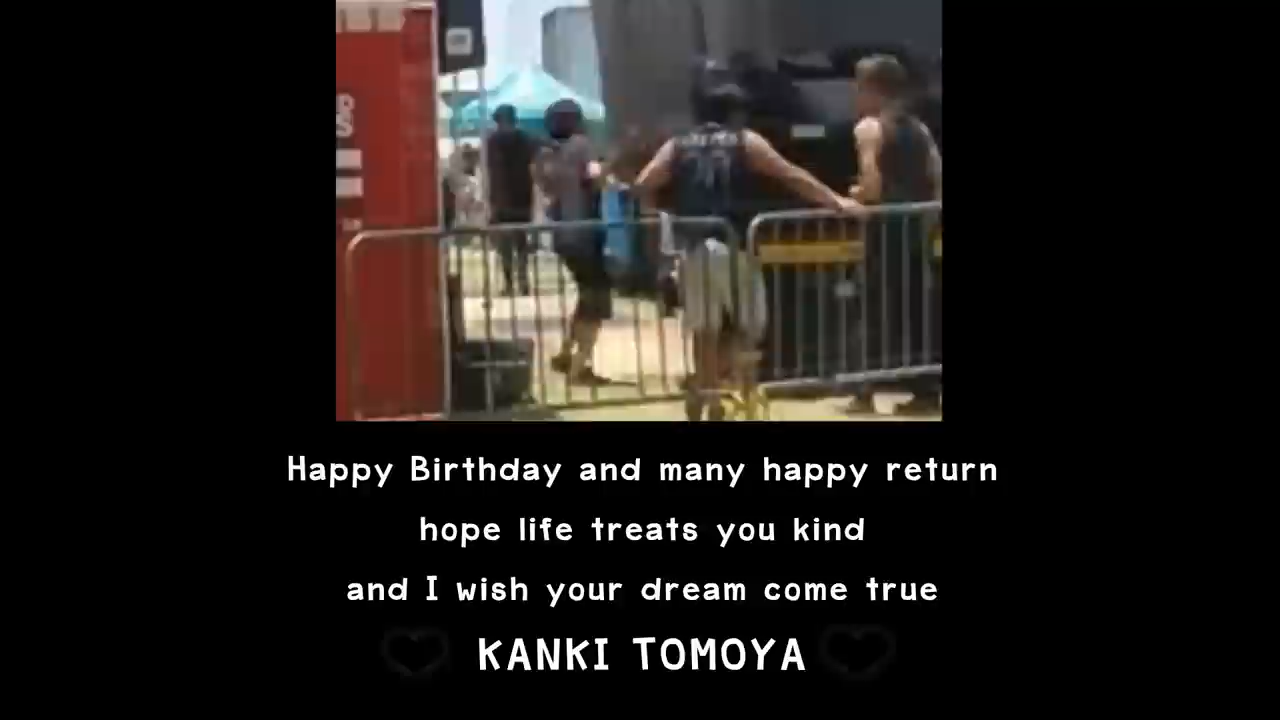 Happy Birthday and many happy return
hope life treats you kind
and I wish your dream come true
KANKI TOMOYA